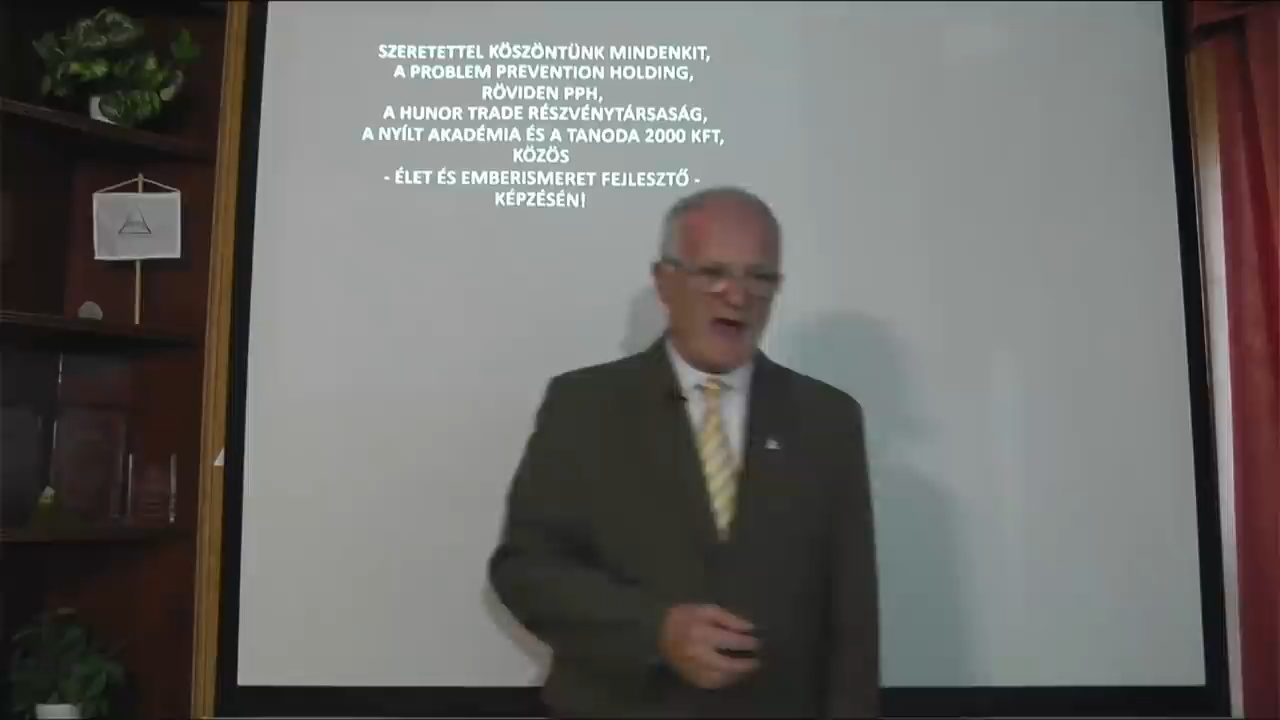 SZERETETTEL KÖSZÖNTÜNK MINDENKIT,
A PROBLEM PREVENTION HOLDING,
RÖVIDEN PPH,
A HUNOR TRADE RÉSZVÉNYTÁRSASÁG,
A NYÍLT AKADÉMIA ÉS A TANODA 2000 KFT,
KÖZÖS
- ÉLET ÉS EMBERISMERET FEJLESZTŐ -
KÉPZÉSÉN!